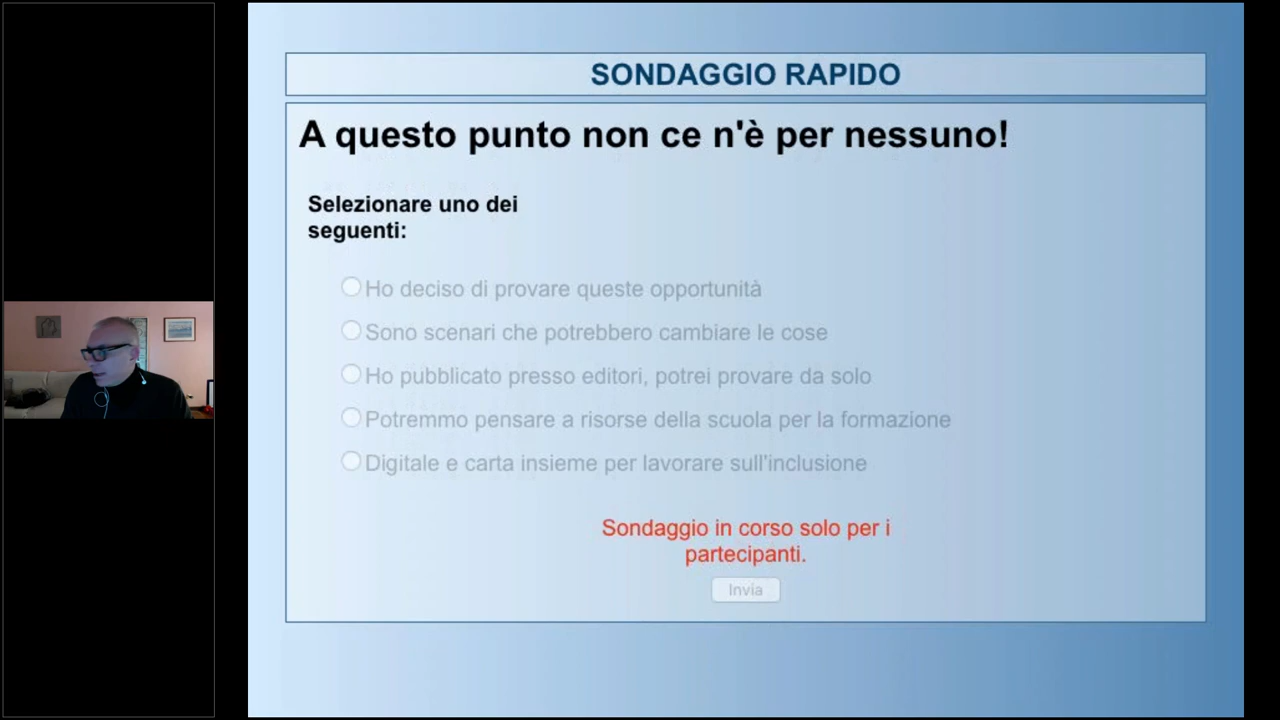 SONDAGGIO RAPIDO
A questo punto non ce n'è per nessuno!
Selezionare uno dei
seguenti:
Ho deciso di provare queste opportunità
Sono scenari che potrebbero cambiare le cose
Ho pubblicato presso editori, potrei provare da solo
Potremmo pensare a risorse della scuola per la formazione
Digitale e carta insieme per lavorare sull'inclusione
Sondaggio in corso solo per i
partecipanti.
Invia